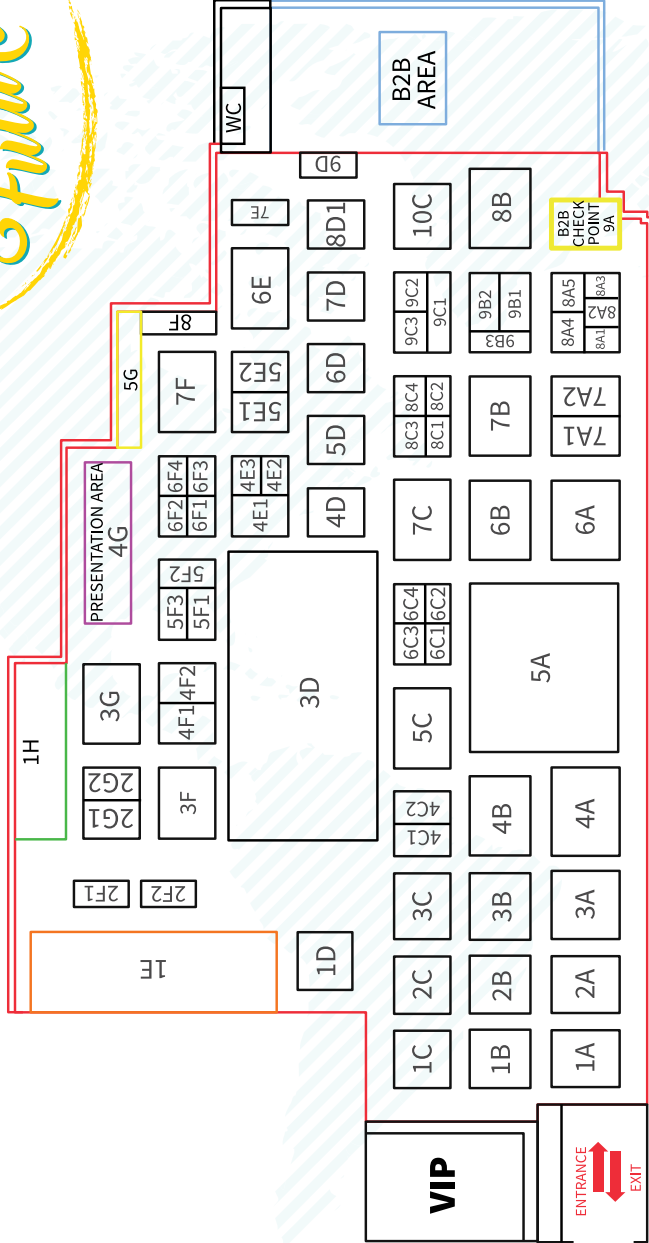 Future
B2B
AREA
WC
9D
7E
8D1
10C
8B
B2B
CHECK
POINT
9A
6E
7D
9C2
9C3
9C1
9B2
9B1
9B3
8A5
8A3
8A2
8A4
8A1
8F
5G
7F
5E2
5E1
6D
5D
8C4
8C2
8C3
8C1
7B
7A2
7A1
PRESENTATION AREA
4G
6F4
6F3
6F2
6F1
4E3
4E2
4E1
4D
7C
6B
6A
5F2
5F3
5F1
3D
6C4
6C2
6C3
6C1
5A
1H
3G
4F2
4F1
5C
2G2
2G1
3F
4C2
4C1
4B
4A
2F1
2F2
3C
3B
3A
1E
1D
2C
2B
2A
1C
1B
1A
VIP
ENTRANCE
EXIT